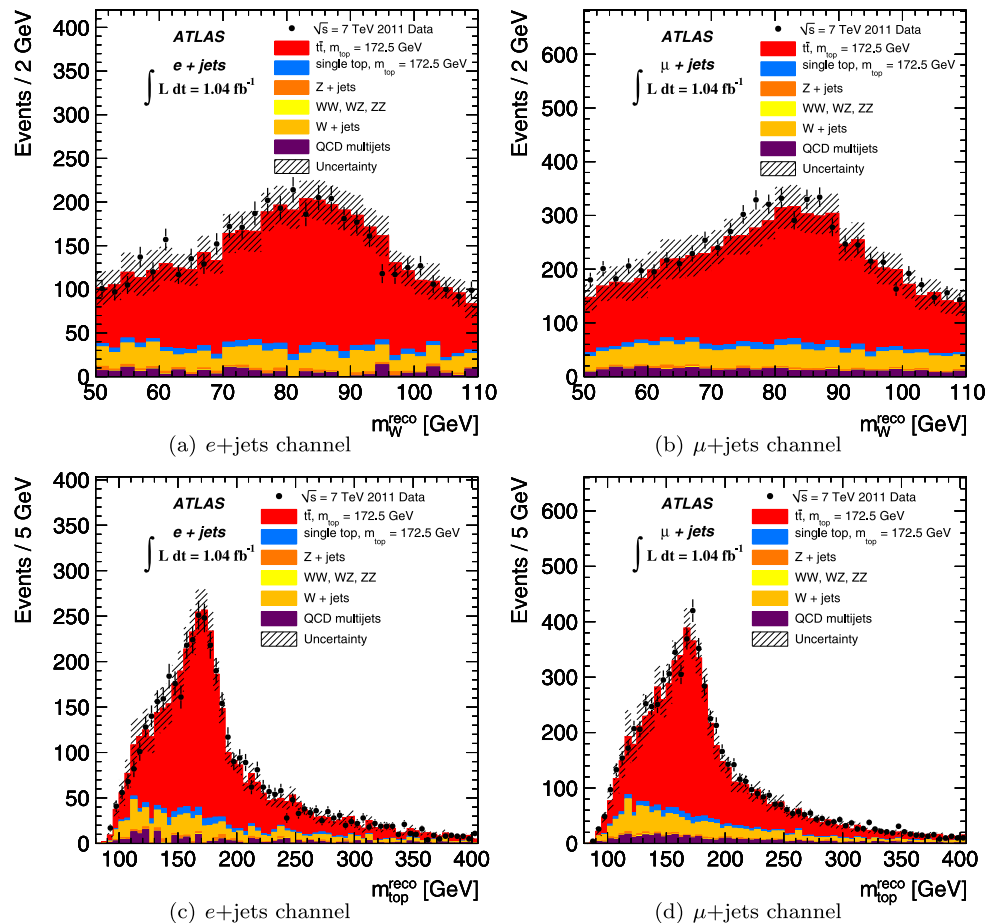 Events / 2 GeV
400
350
300
250
200
150
100
50
0
ATLAS
e + jets
∫ L dt = 1.04 fb⁻¹
√s = 7 TeV 2011 Data
tt̄, m_top = 172.5 GeV
single top, m_top = 172.5 GeV
Z + jets
WW, WZ, ZZ
W + jets
QCD multijets
Uncertainty
50 60 70 80 90 100 110
m_W^reco [GeV]
(a) e+jets channel
Events / 2 GeV
600
500
400
300
200
100
0
ATLAS
μ + jets
∫ L dt = 1.04 fb⁻¹
√s = 7 TeV 2011 Data
tt̄, m_top = 172.5 GeV
single top, m_top = 172.5 GeV
Z + jets
WW, WZ, ZZ
W + jets
QCD multijets
Uncertainty
50 60 70 80 90 100 110
m_W^reco [GeV]
(b) μ+jets channel
Events / 5 GeV
400
350
300
250
200
150
100
50
0
ATLAS
e + jets
∫ L dt = 1.04 fb⁻¹
√s = 7 TeV 2011 Data
tt̄, m_top = 172.5 GeV
single top, m_top = 172.5 GeV
Z + jets
WW, WZ, ZZ
W + jets
QCD multijets
Uncertainty
100 150 200 250 300 350 400
m_top^reco [GeV]
(c) e+jets channel
Events / 5 GeV
600
500
400
300
200
100
0
ATLAS
μ + jets
∫ L dt = 1.04 fb⁻¹
√s = 7 TeV 2011 Data
tt̄, m_top = 172.5 GeV
single top, m_top = 172.5 GeV
Z + jets
WW, WZ, ZZ
W + jets
QCD multijets
Uncertainty
100 150 200 250 300 350 400
m_top^reco [GeV]
(d) μ+jets channel